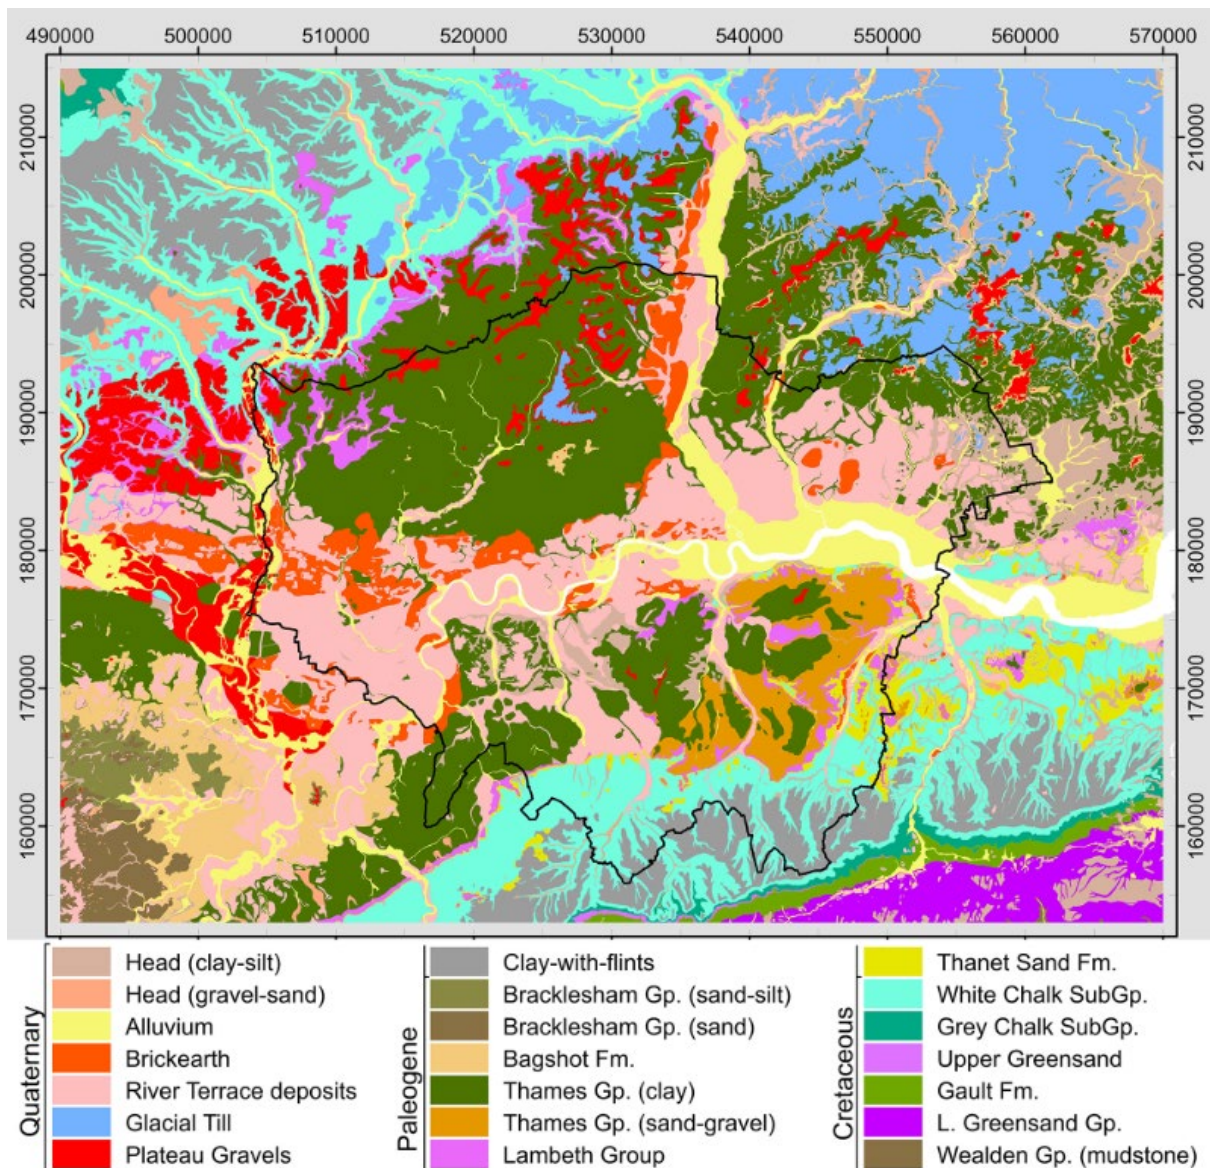 490000 500000 510000 520000 530000 540000 550000 560000 570000
210000 210000
200000 200000
190000 190000
180000 180000
170000 170000
160000 160000
Quaternary
Head (clay-silt)
Head (gravel-sand)
Alluvium
Brickearth
River Terrace deposits
Glacial Till
Plateau Gravels
Paleogene
Clay-with-flints
Bracklesham Gp. (sand-silt)
Bracklesham Gp. (sand)
Bagshot Fm.
Thames Gp. (clay)
Thames Gp. (sand-gravel)
Lambeth Group
Cretaceous
Thanet Sand Fm.
White Chalk SubGp.
Grey Chalk SubGp.
Upper Greensand
Gault Fm.
L. Greensand Gp.
Wealden Gp. (mudstone)